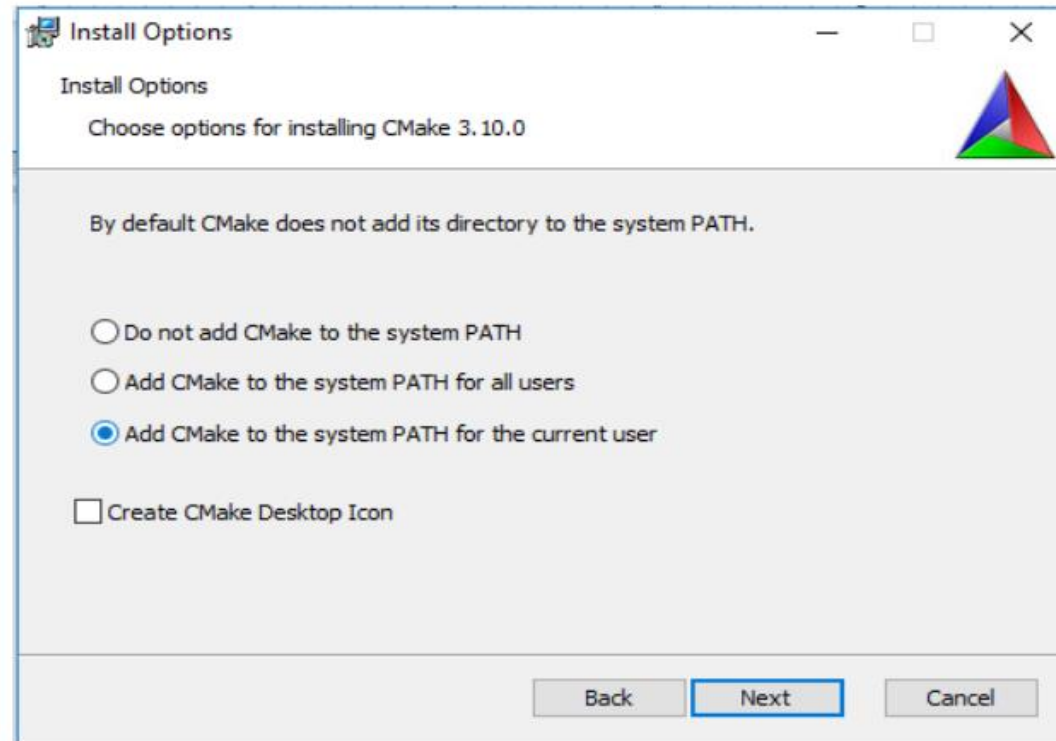 Install Options
Install Options
Choose options for installing CMake 3.10.0
By default CMake does not add its directory to the system PATH.
Do not add CMake to the system PATH
Add CMake to the system PATH for all users
Add CMake to the system PATH for the current user
Create CMake Desktop Icon
Back Next Cancel